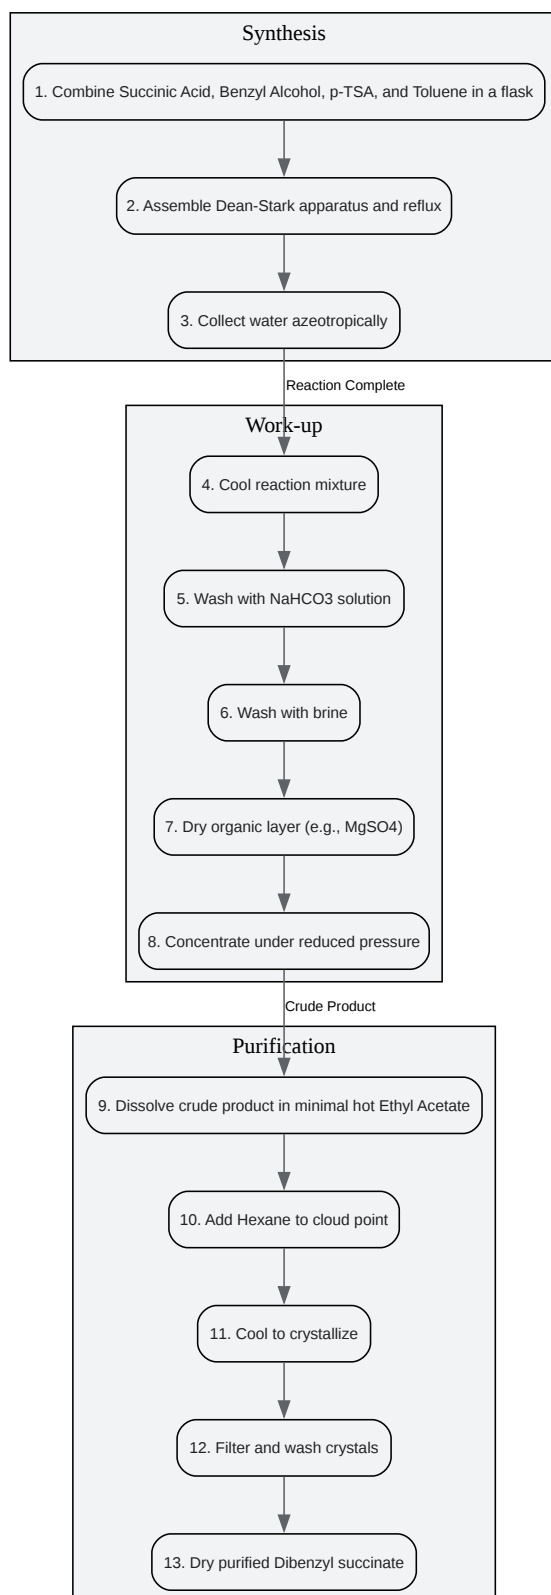 Synthesis
1. Combine Succinic Acid, Benzyl Alcohol, p-TSA, and Toluene in a flask
2. Assemble Dean-Stark apparatus and reflux
3. Collect water azeotropically
Reaction Complete
Work-up
4. Cool reaction mixture
5. Wash with NaHCO3 solution
6. Wash with brine
7. Dry organic layer (e.g., MgSO4)
8. Concentrate under reduced pressure
Crude Product
Purification
9. Dissolve crude product in minimal hot Ethyl Acetate
10. Add Hexane to cloud point
11. Cool to crystallize
12. Filter and wash crystals
13. Dry purified Dibenzyl succinate